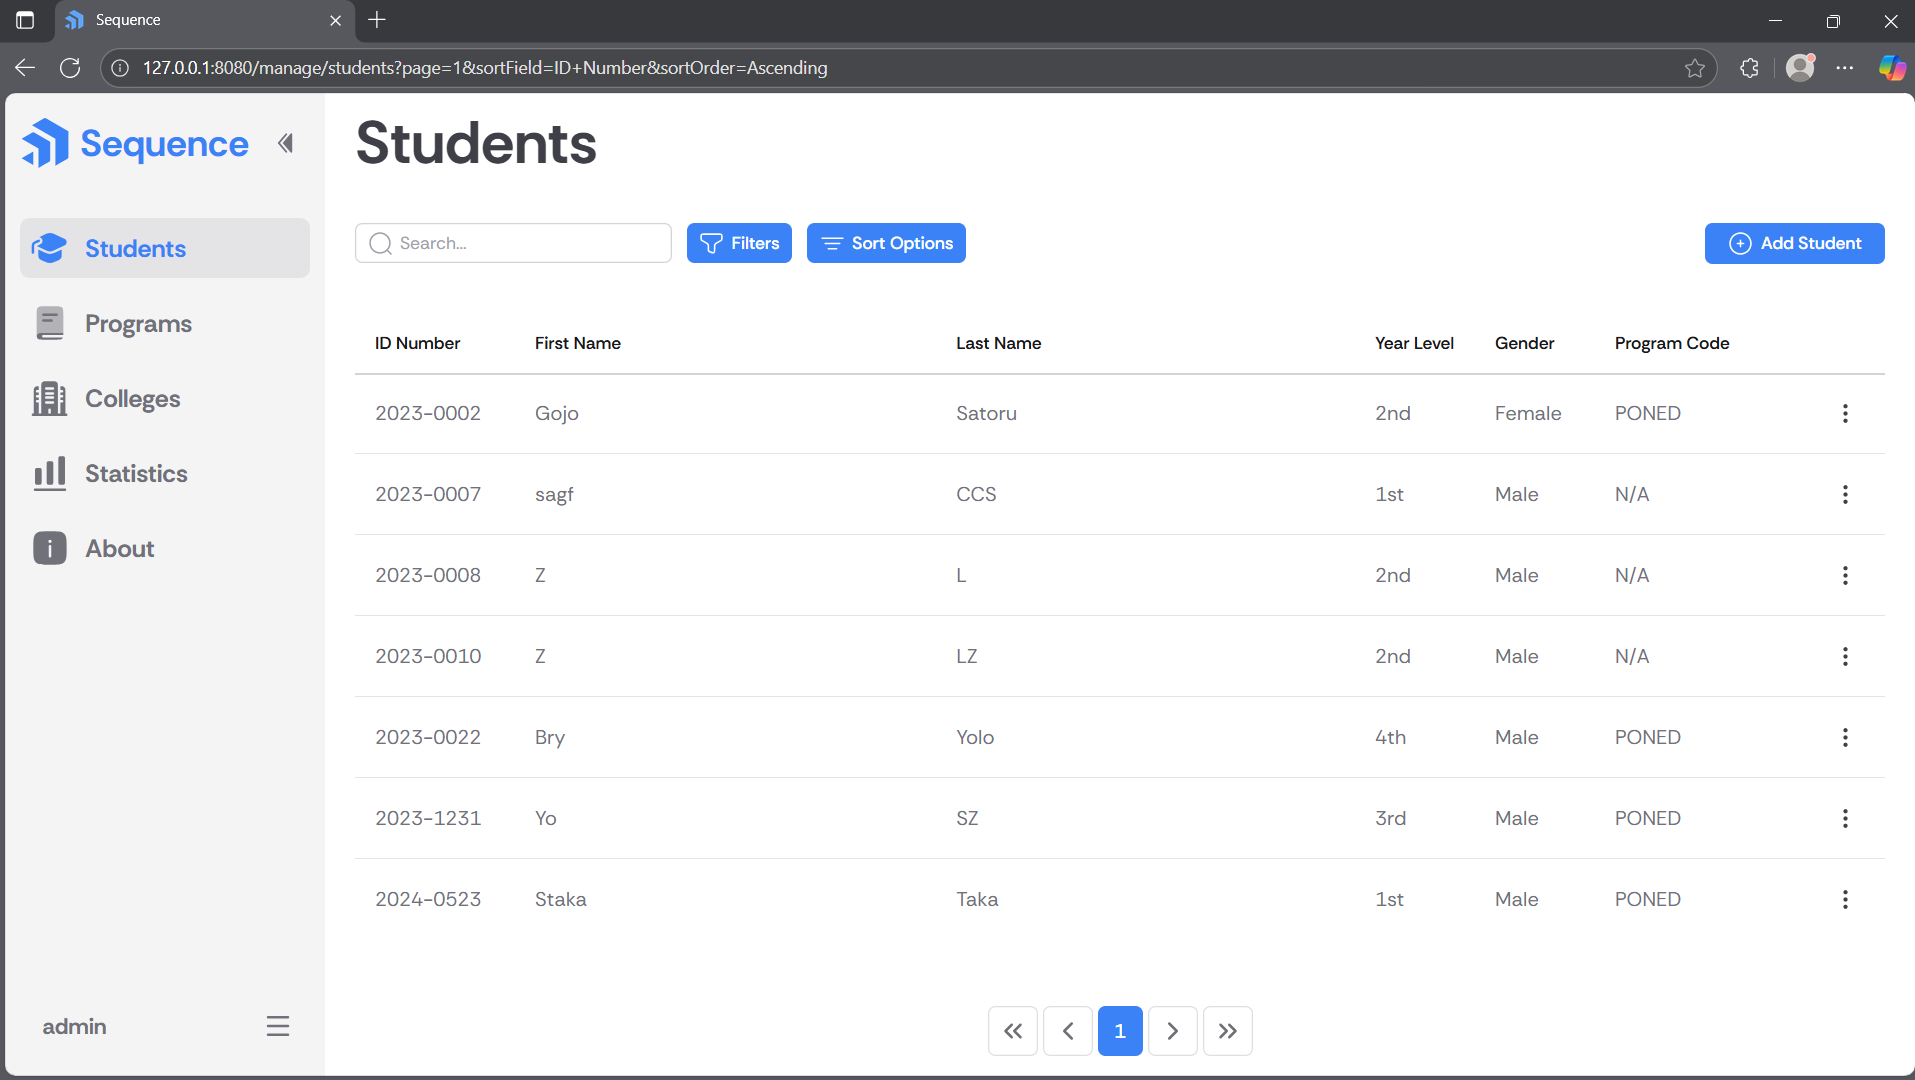 Sequence
127.0.0.1:8080/manage/students?page=1&sortField=ID+Number&sortOrder=Ascending
Sequence
Students
Programs
Colleges
Statistics
About
admin
Students
Search...
Filters
Sort Options
Add Student
ID Number First Name Last Name Year Level Gender Program Code
2023-0002 Gojo Satoru 2nd Female PONED
2023-0007 sagf CCS 1st Male N/A
2023-0008 Z L 2nd Male N/A
2023-0010 Z LZ 2nd Male N/A
2023-0022 Bry Yolo 4th Male PONED
2023-1231 Yo SZ 3rd Male PONED
2024-0523 Staka Taka 1st Male PONED
1